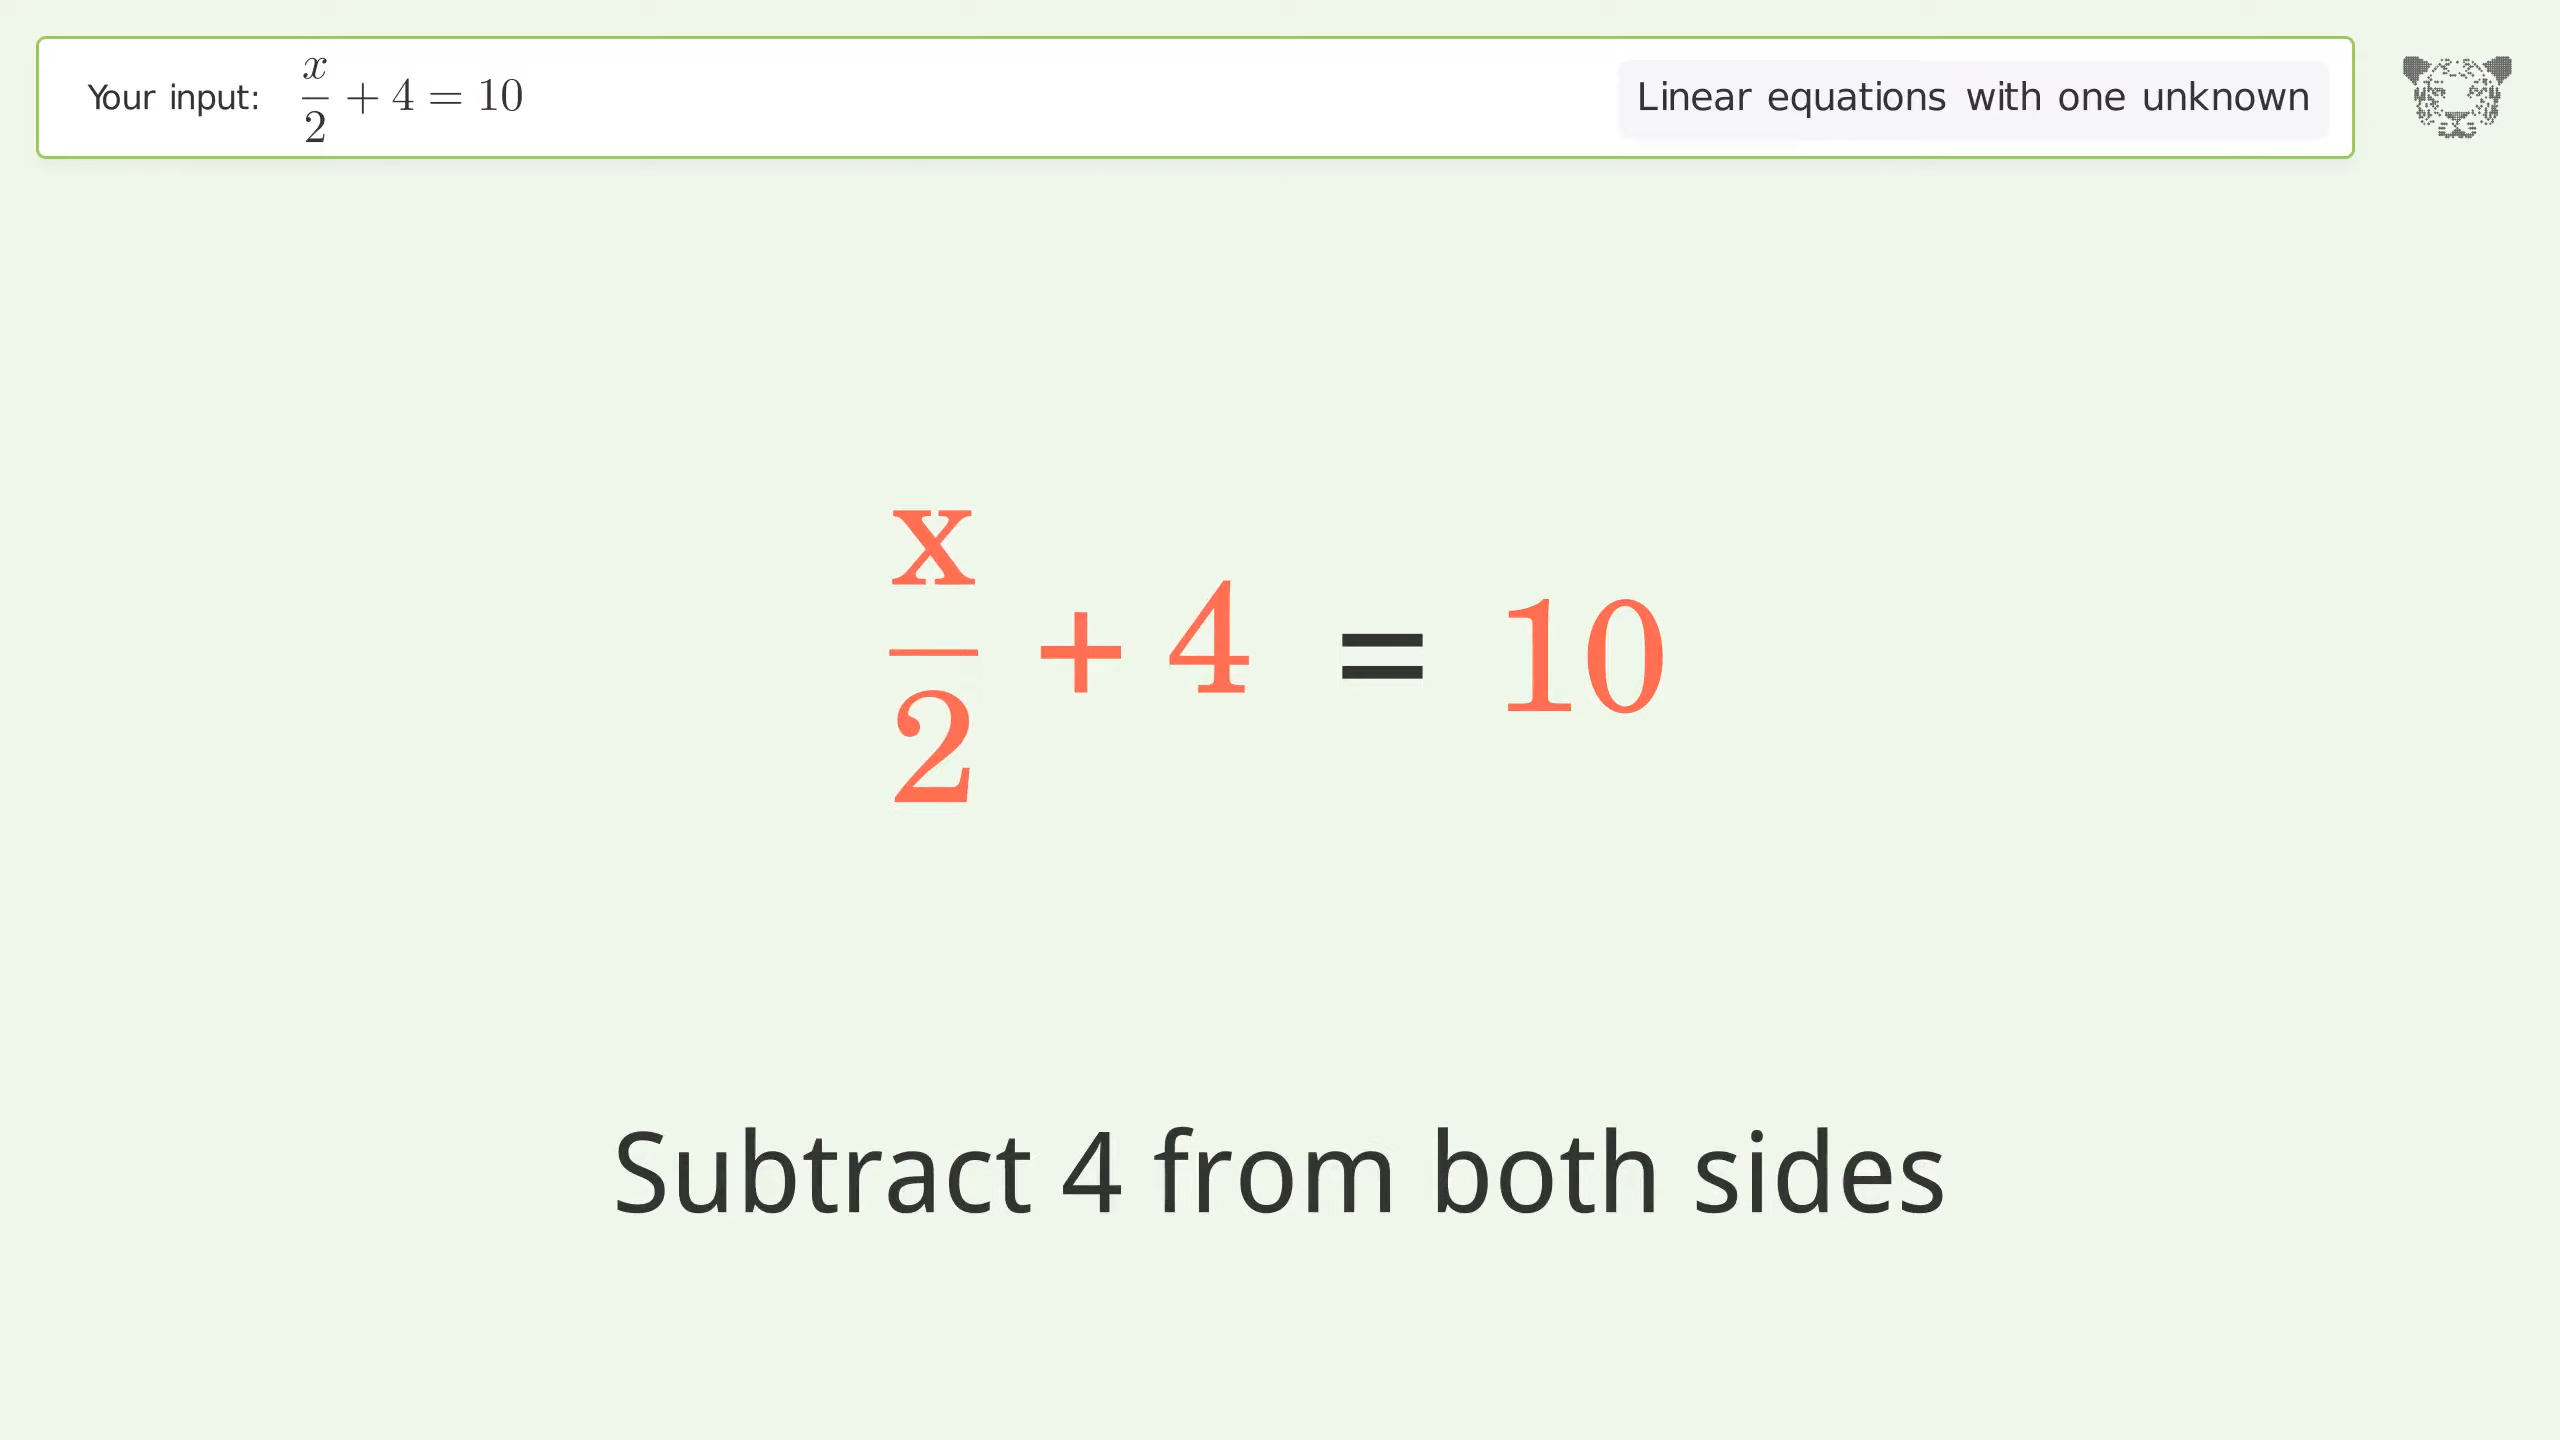 Your input: x/2 + 4 = 10
Linear equations with one unknown
x/2 + 4 = 10
Subtract 4 from both sides